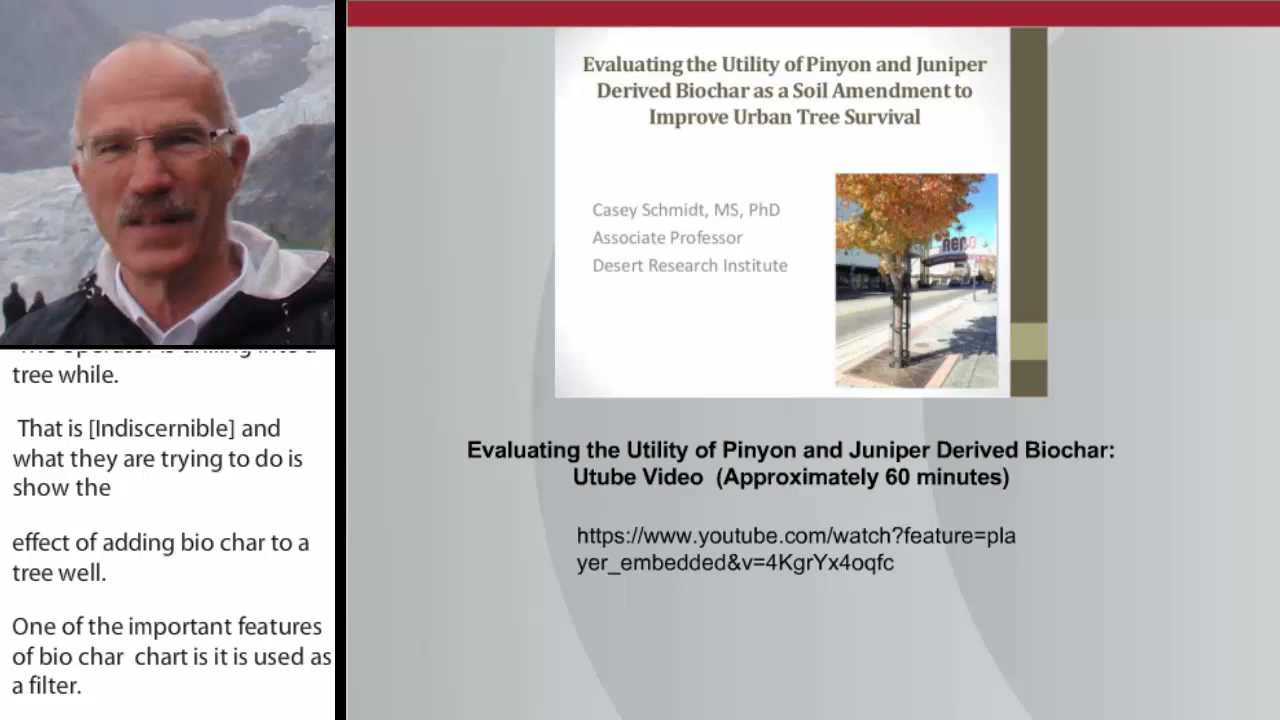 tree while.
That is [Indiscernible] and
what they are trying to do is
show the
effect of adding bio char to a
tree well.
One of the important features
of bio char  chart is it is used as
a filter.
Evaluating the Utility of Pinyon and Juniper
Derived Biochar as a Soil Amendment to
Improve Urban Tree Survival
Casey Schmidt, MS, PhD
Associate Professor
Desert Research Institute
RENO
Evaluating the Utility of Pinyon and Juniper Derived Biochar:
Utube Video  (Approximately 60 minutes)
https://www.youtube.com/watch?feature=pla
yer_embedded&v=4KgrYx4oqfc